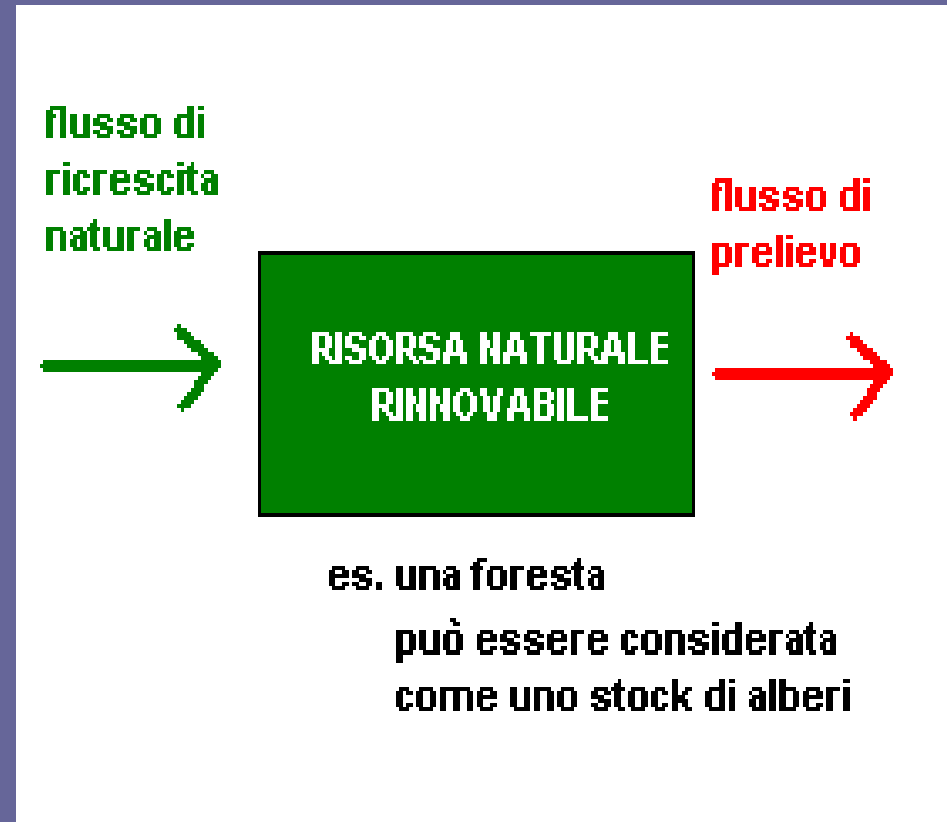 flusso di
ricrescita
naturale
flusso di
prelievo
RISORSA NATURALE
RINNOVABILE
es. una foresta
può essere considerata
come uno stock di alberi